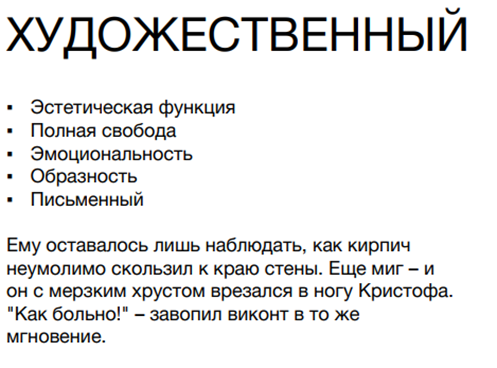 ХУДОЖЕСТВЕННЫЙ
▪ Эстетическая функция
▪ Полная свобода
▪ Эмоциональность
▪ Образность
▪ Письменный
Ему оставалось лишь наблюдать, как кирпич
неумолимо скользил к краю стены. Еще миг – и
он с мерзким хрустом врезался в ногу Кристофа.
"Как больно!" – завопил виконт в то же
мгновение.